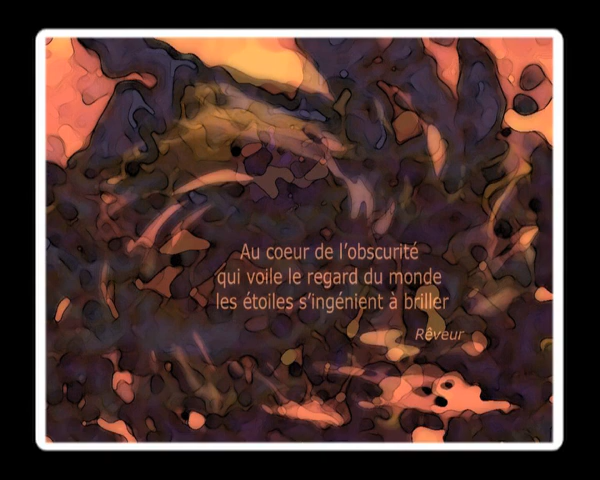 Au coeur de l'obscurité
qui voile le regard du monde
les étoiles s'ingénient à briller
Rêveur